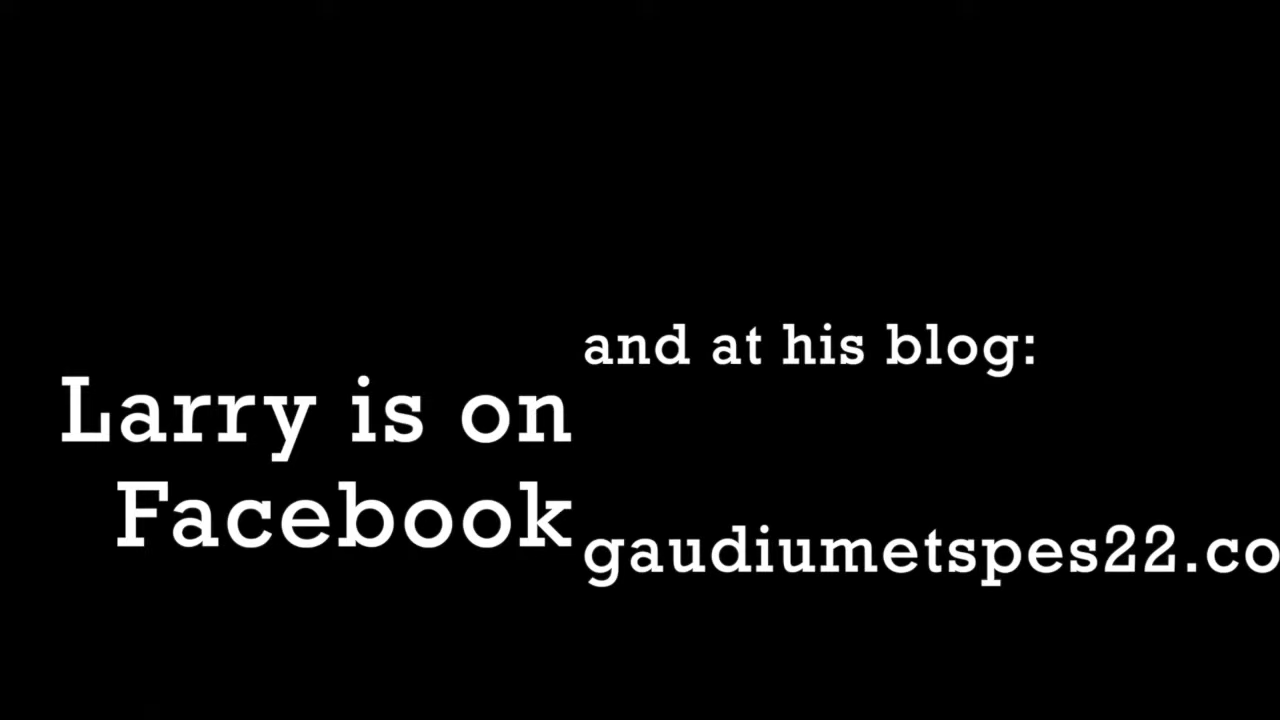 Larry is on
Facebook
and at his blog:
gaudiumetspes22.co